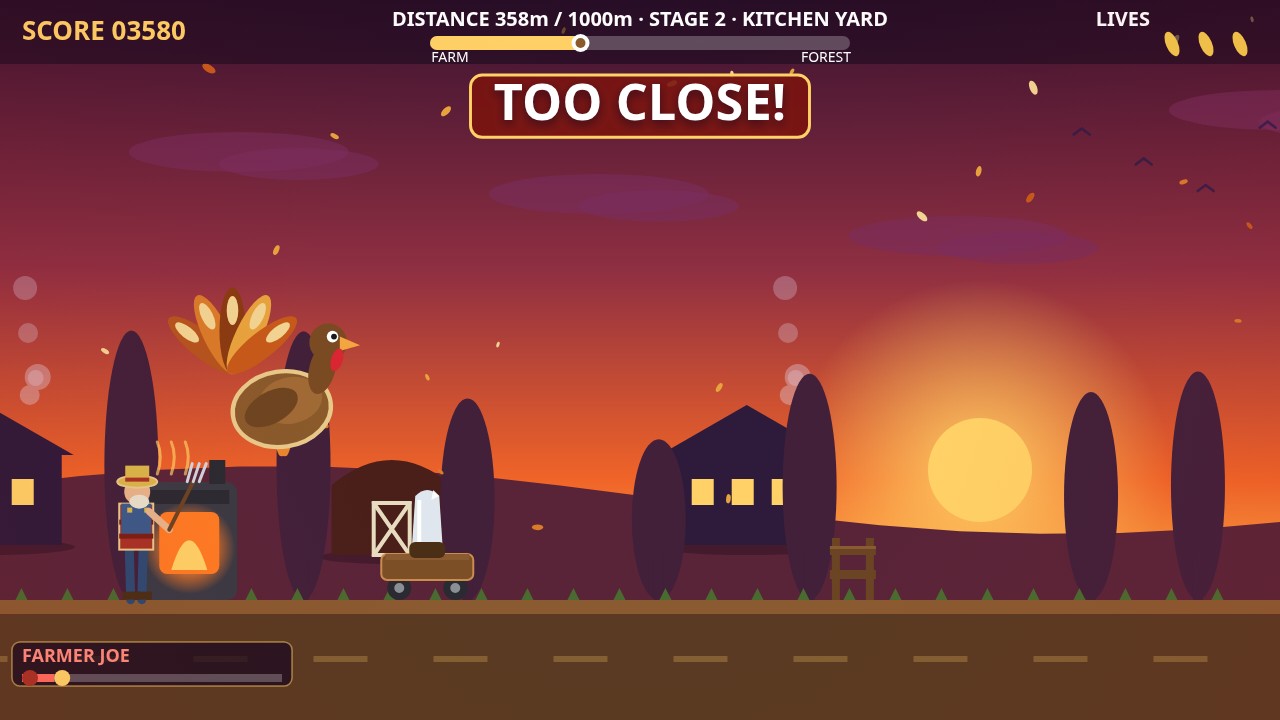 SCORE 03580
DISTANCE 358m / 1000m · STAGE 2 · KITCHEN YARD
LIVES
FARM
FOREST
TOO CLOSE!
FARMER JOE